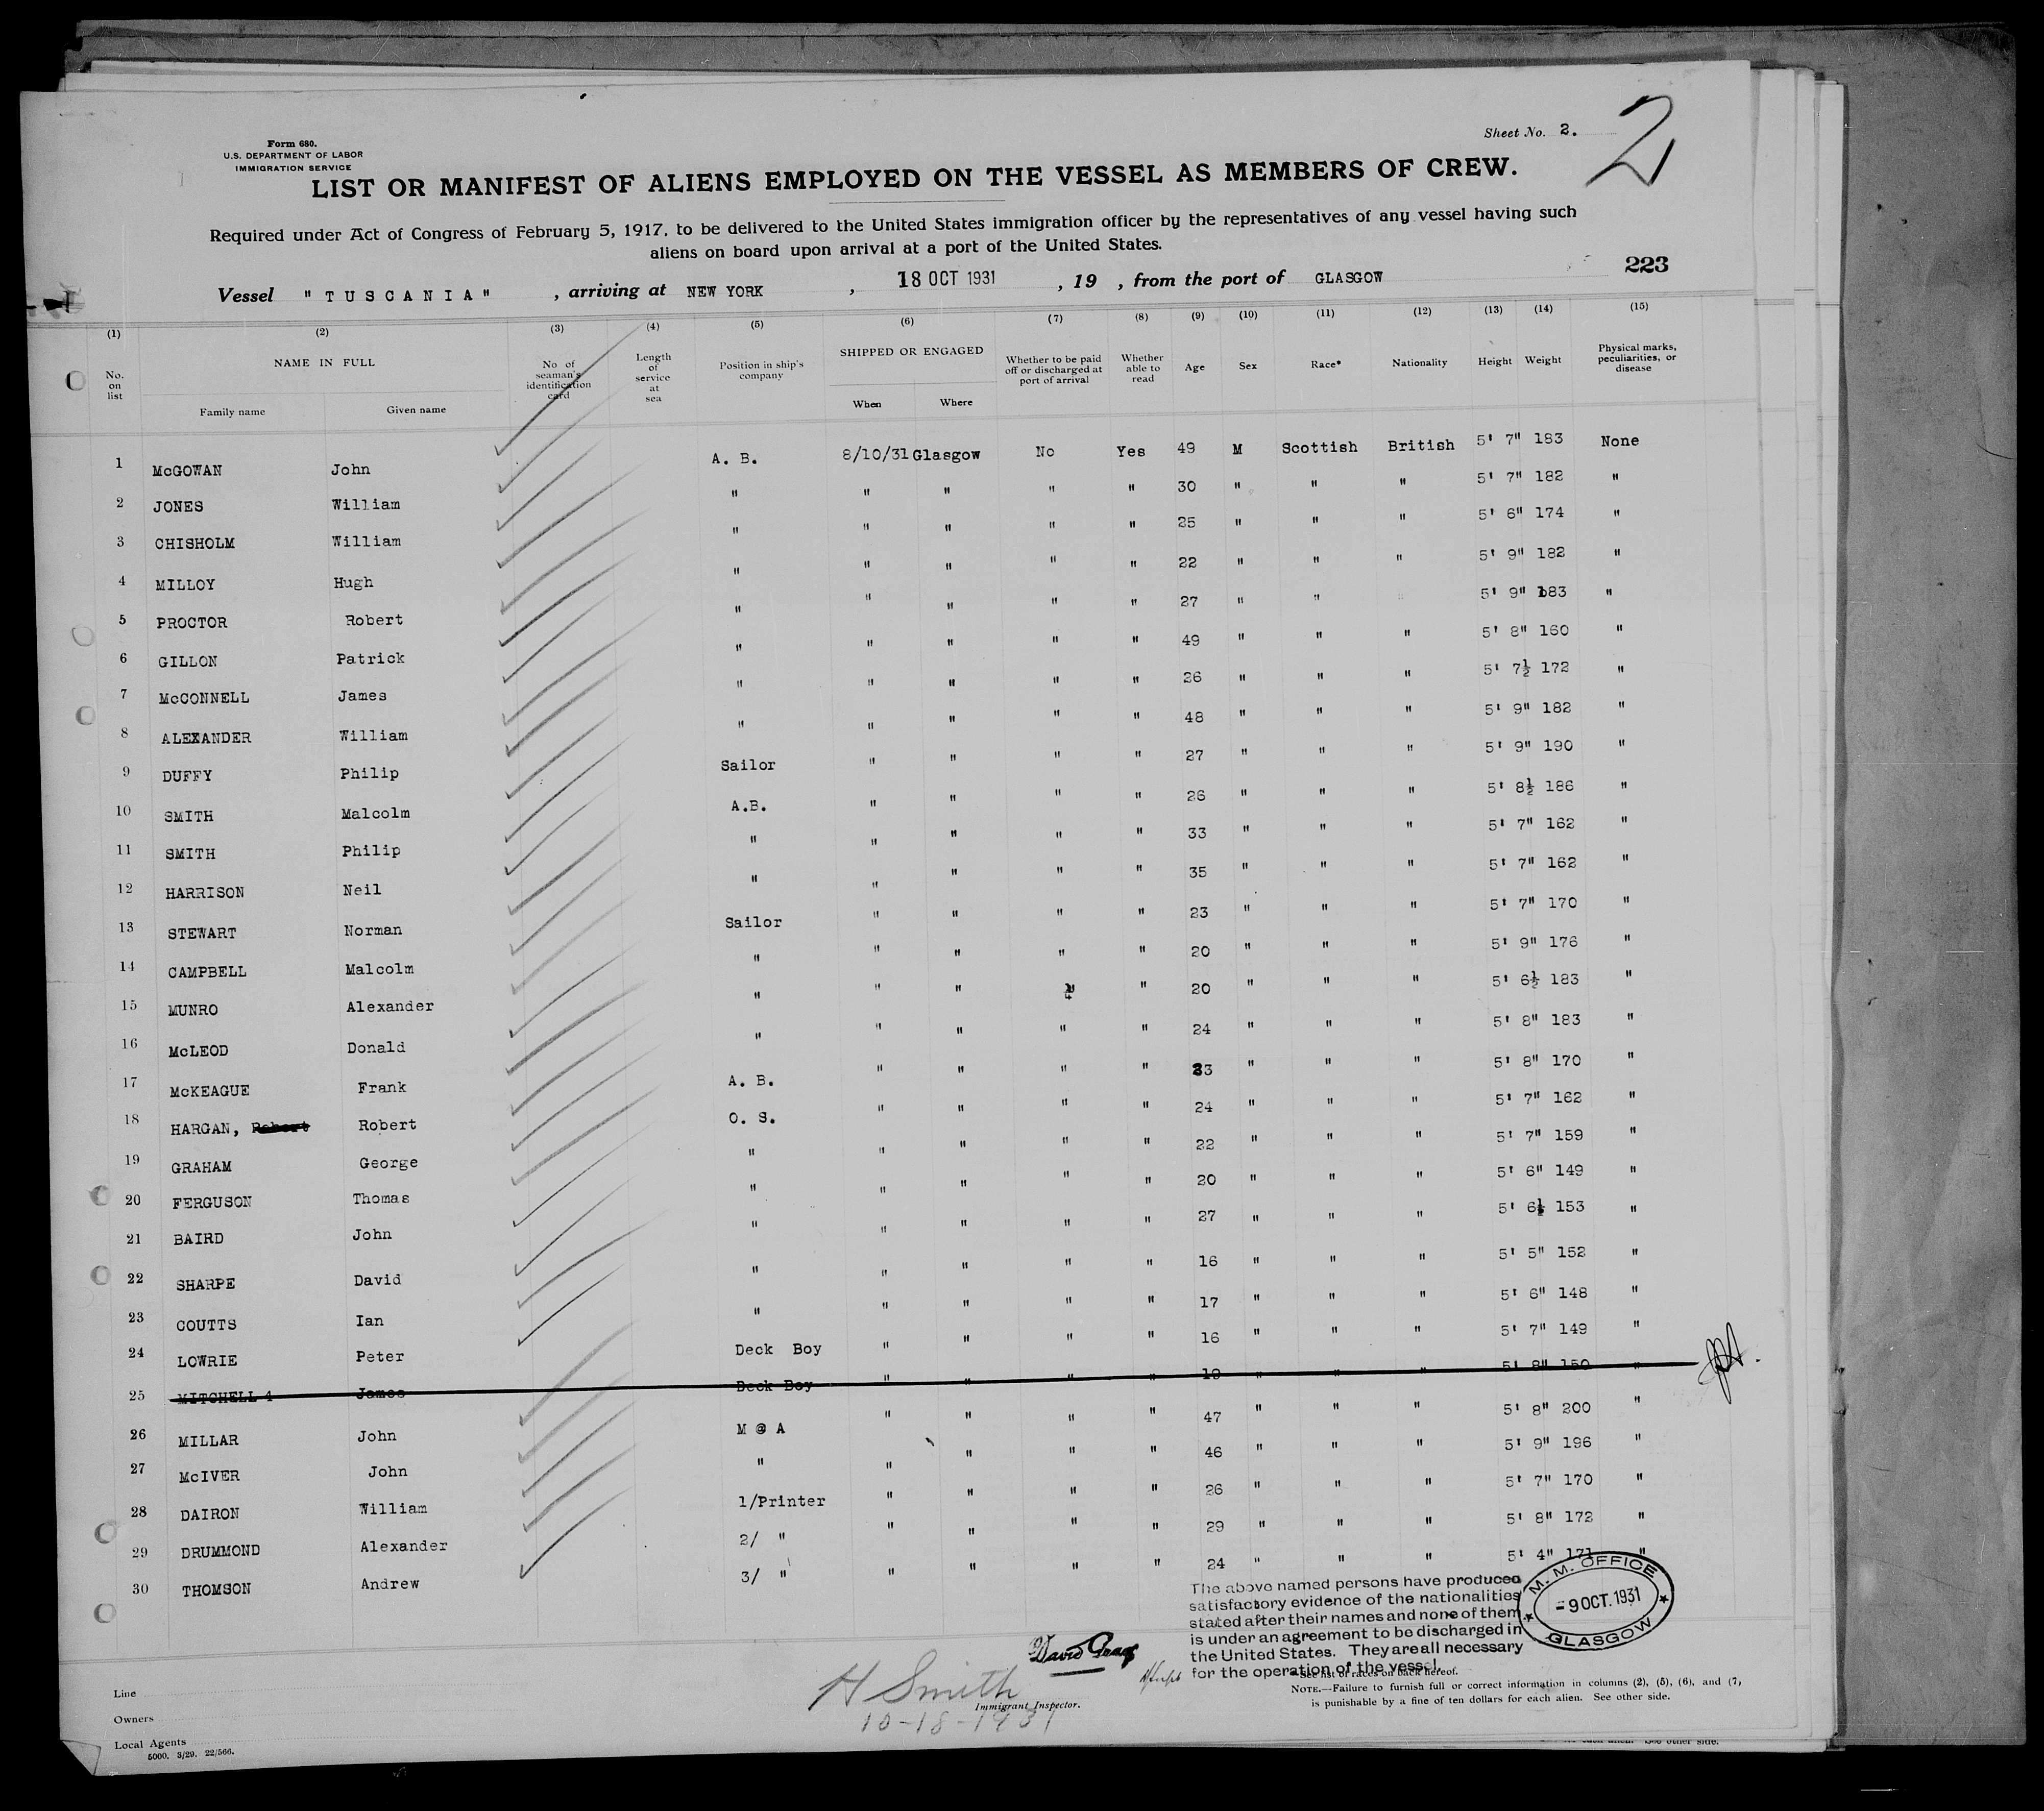 Form 680.
U.S. DEPARTMENT OF LABOR
IMMIGRATION SERVICE
Sheet No. 2.
2
LIST OR MANIFEST OF ALIENS EMPLOYED ON THE VESSEL AS MEMBERS OF CREW.
Required under Act of Congress of February 5, 1917, to be delivered to the United States immigration officer by the representatives of any vessel having such
aliens on board upon arrival at a port of the United States.
223
Vessel "TUSCANIA", arriving at NEW YORK, 18 OCT 1931, 19 , from the port of GLASGOW
(1) (2) (3) (4) (5) (6) (7) (8) (9) (10) (11) (12) (13) (14) (15)
No. on list NAME IN FULL No of seaman's identification card Length of service at sea Position in ship's company SHIPPED OR ENGAGED Whether to be paid off or discharged at port of arrival Whether able to read Age Sex Race* Nationality Height Weight Physical marks, peculiarities, or disease
Family name Given name When Where
1 McGOWAN John A. B. 8/10/31 Glasgow No Yes 49 M Scottish British 5' 7" 183 None
2 JONES William " " " " " 30 " " " 5' 7" 182 "
3 CHISHOLM William " " " " " 25 " " " 5' 6" 174 "
4 MILLOY Hugh " " " " " 22 " " " 5' 9" 182 "
5 PROCTOR Robert " " " " " 27 " " " 5' 9" 183 "
6 GILLON Patrick " " " " " 49 " " " 5' 8" 160 "
7 McCONNELL James " " " " " 26 " " " 5' 7½ 172 "
8 ALEXANDER William " " " " " 48 " " " 5' 9" 182 "
9 DUFFY Philip Sailor " " " " 27 " " " 5' 9" 190 "
10 SMITH Malcolm A.B. " " " " 26 " " " 5' 8½ 186 "
11 SMITH Philip " " " " " 33 " " " 5' 7" 162 "
12 HARRISON Neil " " " " " 35 " " " 5' 7" 162 "
13 STEWART Norman Sailor " " " " 23 " " " 5' 7" 170 "
14 CAMPBELL Malcolm " " " " " 20 " " " 5' 9" 176 "
15 MUNRO Alexander " " " " " 20 " " " 5' 6½ 183 "
16 McLEOD Donald " " " " " 24 " " " 5' 8" 183 "
17 McKEAGUE Frank A. B. " " " " 33 " " " 5' 8" 170 "
18 HARGAN, Robert Robert O. S. " " " " 24 " " " 5' 7" 162 "
19 GRAHAM George " " " " " 22 " " " 5' 7" 159 "
20 FERGUSON Thomas " " " " " 20 " " " 5' 6" 149 "
21 BAIRD John " " " " " 27 " " " 5' 6½ 153 "
22 SHARPE David " " " " " 16 " " " 5' 5" 152 "
23 COUTTS Ian " " " " " 17 " " " 5' 6" 148 "
24 LOWRIE Peter Deck Boy " " " " 16 " " " 5' 7" 149 "
25 MITCHELL 4 James Deck Boy " " " " " " " 5' 8" 150 "
26 MILLAR John M @ A " " " " 47 " " " 5' 8" 200 "
27 McIVER John " " " " " 46 " " " 5' 9" 196 "
28 DAIRON William 1/Printer " " " " 26 " " " 5' 7" 170 "
29 DRUMMOND Alexander 2/ " " " " " 29 " " " 5' 8" 172 "
30 THOMSON Andrew 3/ " " " " " 24 " " " 5' 4" 171 "
The above named persons have produced
satisfactory evidence of the nationalities
stated after their names and none of them
is under an agreement to be discharged in
the United States. They are all necessary
for the operation of the vessel.
M. M. OFFICE
-9 OCT. 1931
GLASGOW
David Gray
H Smith
Immigrant Inspector.
10-18-1931
*See list of races on back hereof.
NOTE.—Failure to furnish full or correct information in columns (2), (5), (6), and (7),
is punishable by a fine of ten dollars for each alien. See other side.
Line
Owners
Local Agents
5000. 3/29. 22/566.